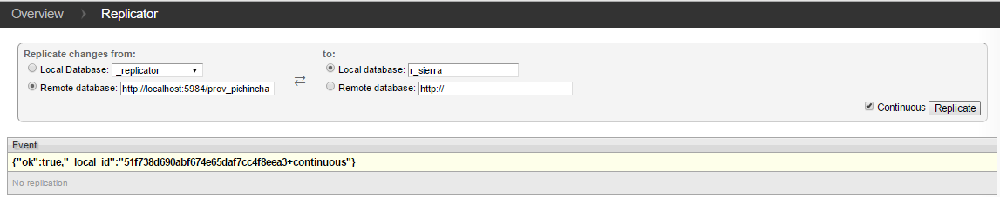 Overview Replicator
Replicate changes from: to:
Local Database: _replicator Local database: r_sierra
Remote database: http://localhost:5984/prov_pichincha Remote database: http://
Continuous Replicate
Event
{"ok":true,"_local_id":"51f738d690abf674e65daf7cc4f8eea3+continuous"}
No replication